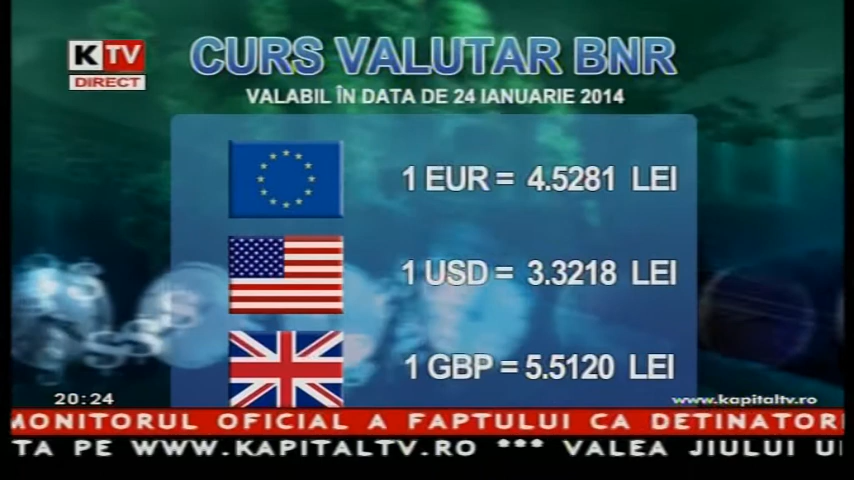 KTV
DIRECT
CURS VALUTAR BNR
VALABIL ÎN DATA DE 24 IANUARIE 2014
1 EUR = 4.5281 LEI
1 USD = 3.3218 LEI
1 GBP = 5.5120 LEI
20:24
www.kapitaltv.ro
MONITORUL OFICIAL A FAPTULUI CA DETINATORI
TA PE WWW.KAPITALTV.RO *** VALEA JIULUI